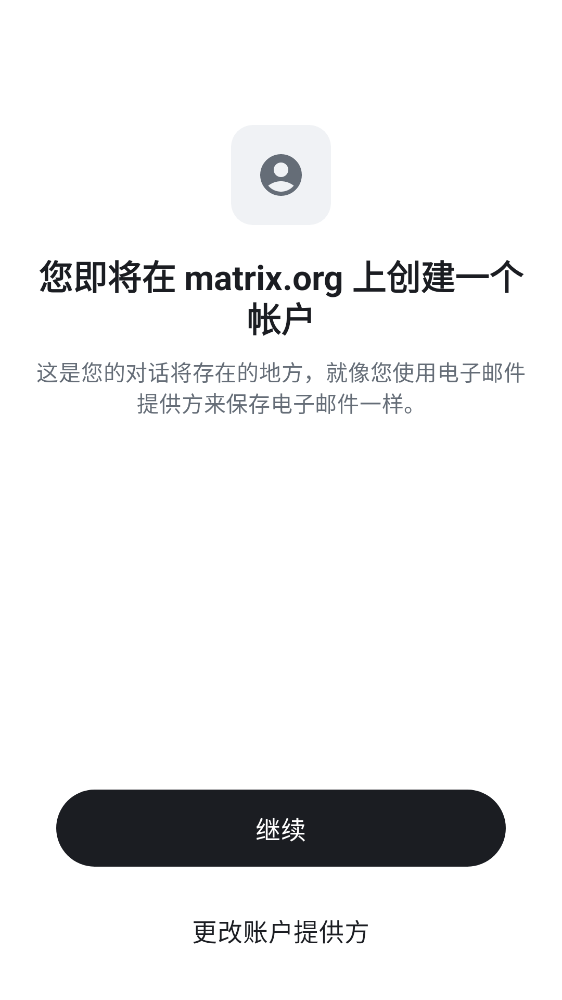 您即将在 matrix.org 上创建一个
帐户
这是您的对话将存在的地方，就像您使用电子邮件
提供方来保存电子邮件一样。
继续
更改账户提供方